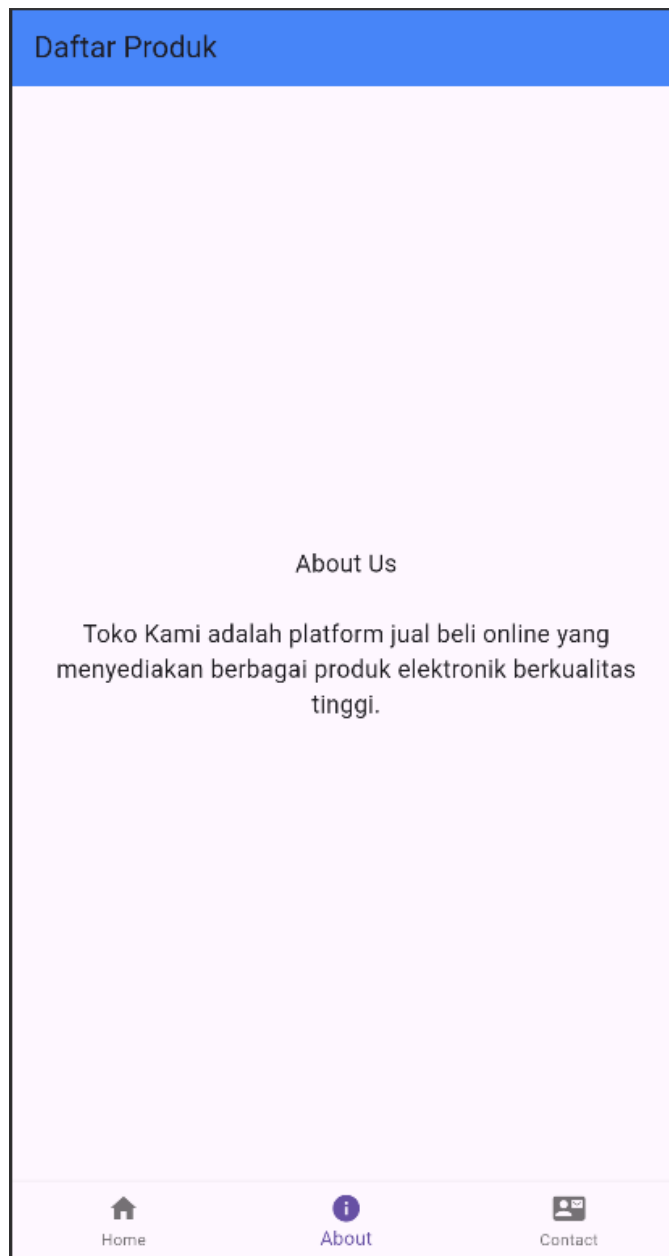 Daftar Produk
About Us
Toko Kami adalah platform jual beli online yang
menyediakan berbagai produk elektronik berkualitas
tinggi.
Home
About
Contact